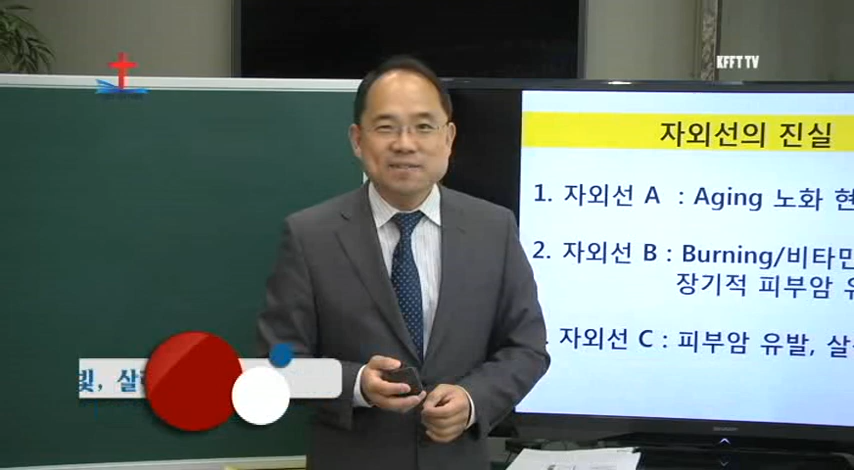 KFFT TV
자외선의 진실
1. 자외선 A : Aging 노화 현
2. 자외선 B : Burning/비타민
장기적 피부암 유
자외선 C : 피부암 유발, 살
빛, 살